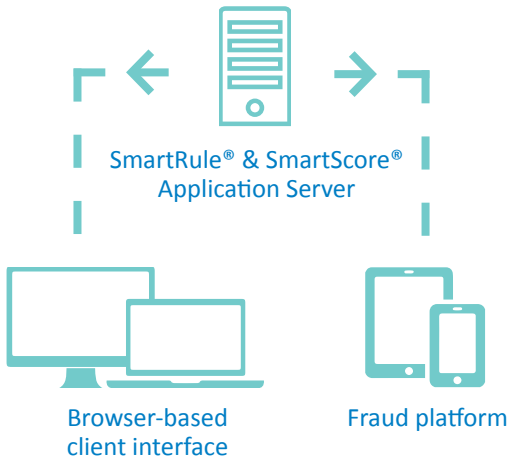 SmartRule® & SmartScore®
Application Server
Browser-based
client interface
Fraud platform